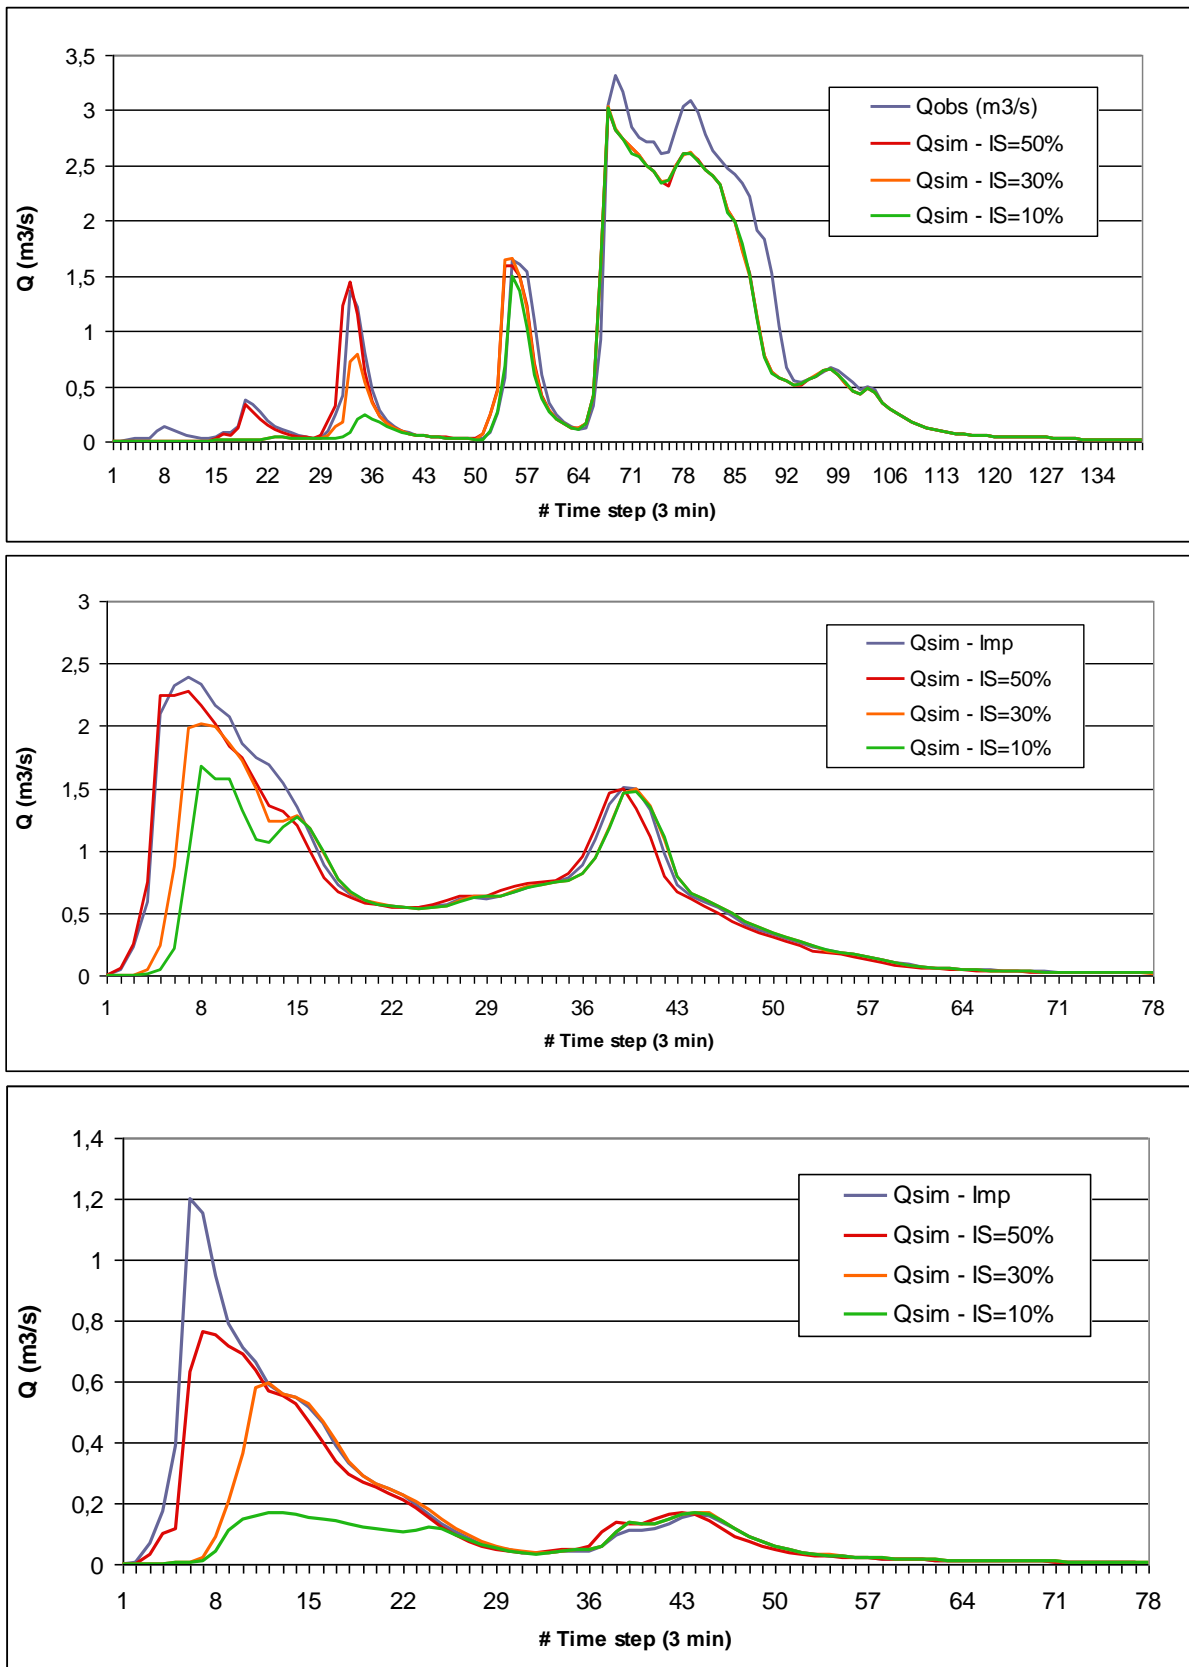 3,5
3
2,5
2
1,5
1
0,5
0
Q (m3/s)
Qobs (m3/s)
Qsim - IS=50%
Qsim - IS=30%
Qsim - IS=10%
1 8 15 22 29 36 43 50 57 64 71 78 85 92 99 106 113 120 127 134
# Time step (3 min)
3
2,5
2
1,5
1
0,5
0
Q (m3/s)
Qsim - Imp
Qsim - IS=50%
Qsim - IS=30%
Qsim - IS=10%
1 8 15 22 29 36 43 50 57 64 71 78
# Time step (3 min)
1,4
1,2
1
0,8
0,6
0,4
0,2
0
Q (m3/s)
Qsim - Imp
Qsim - IS=50%
Qsim - IS=30%
Qsim - IS=10%
1 8 15 22 29 36 43 50 57 64 71 78
# Time step (3 min)